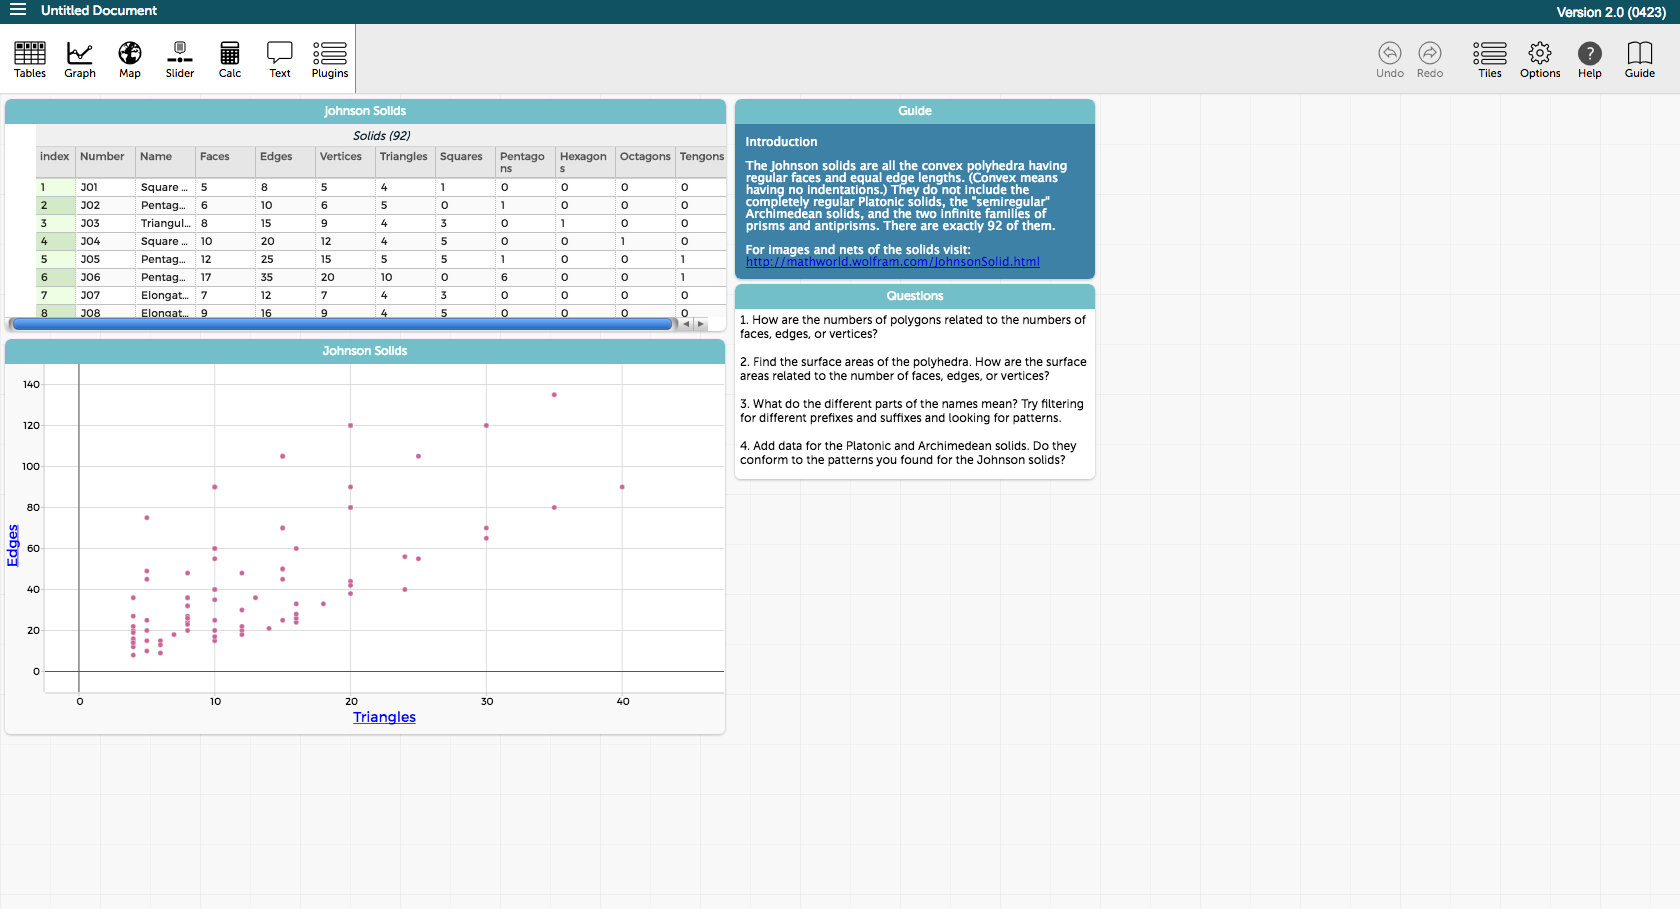 Untitled Document
Version 2.0 (0423)
Tables Graph Map Slider Calc Text Plugins
Undo Redo Tiles Options Help Guide
Johnson Solids
Solids (92)
index Number Name Faces Edges Vertices Triangles Squares Pentagons Hexagons Octagons Tengons
1 J01 Square ... 5 8 5 4 1 0 0 0 0
2 J02 Pentag... 6 10 6 5 0 1 0 0 0
3 J03 Triangul... 8 15 9 4 3 0 1 0 0
4 J04 Square ... 10 20 12 4 5 0 0 1 0
5 J05 Pentag... 12 25 15 5 5 1 0 0 1
6 J06 Pentag... 17 35 20 10 0 6 0 0 1
7 J07 Elongat... 7 12 7 4 3 0 0 0 0
8 J08 Elongat... 9 16 9 4 5 0 0 0 0
Johnson Solids
140
120
100
80
60
40
20
0
Edges
0 10 20 30 40
Triangles
Guide
Introduction
The Johnson solids are all the convex polyhedra having
regular faces and equal edge lengths. (Convex means
having no indentations.) They do not include the
completely regular Platonic solids, the "semiregular"
Archimedean solids, and the two infinite families of
prisms and antiprisms. There are exactly 92 of them.
For images and nets of the solids visit:
http://mathworld.wolfram.com/JohnsonSolid.html
Questions
1. How are the numbers of polygons related to the numbers of
faces, edges, or vertices?
2. Find the surface areas of the polyhedra. How are the surface
areas related to the number of faces, edges, or vertices?
3. What do the different parts of the names mean? Try filtering
for different prefixes and suffixes and looking for patterns.
4. Add data for the Platonic and Archimedean solids. Do they
conform to the patterns you found for the Johnson solids?